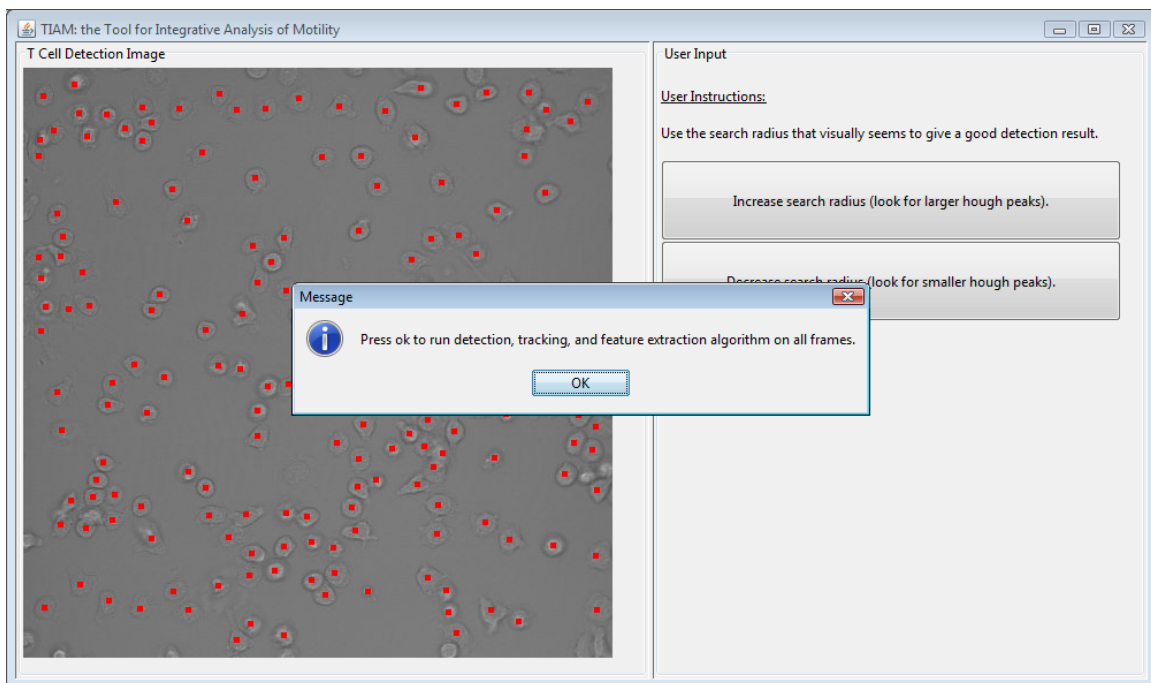 TIAM: the Tool for Integrative Analysis of Motility
T Cell Detection Image
User Input
User Instructions:
Use the search radius that visually seems to give a good detection result.
Increase search radius (look for larger hough peaks).
Decrease search radius (look for smaller hough peaks).
Message
Press ok to run detection, tracking, and feature extraction algorithm on all frames.
OK